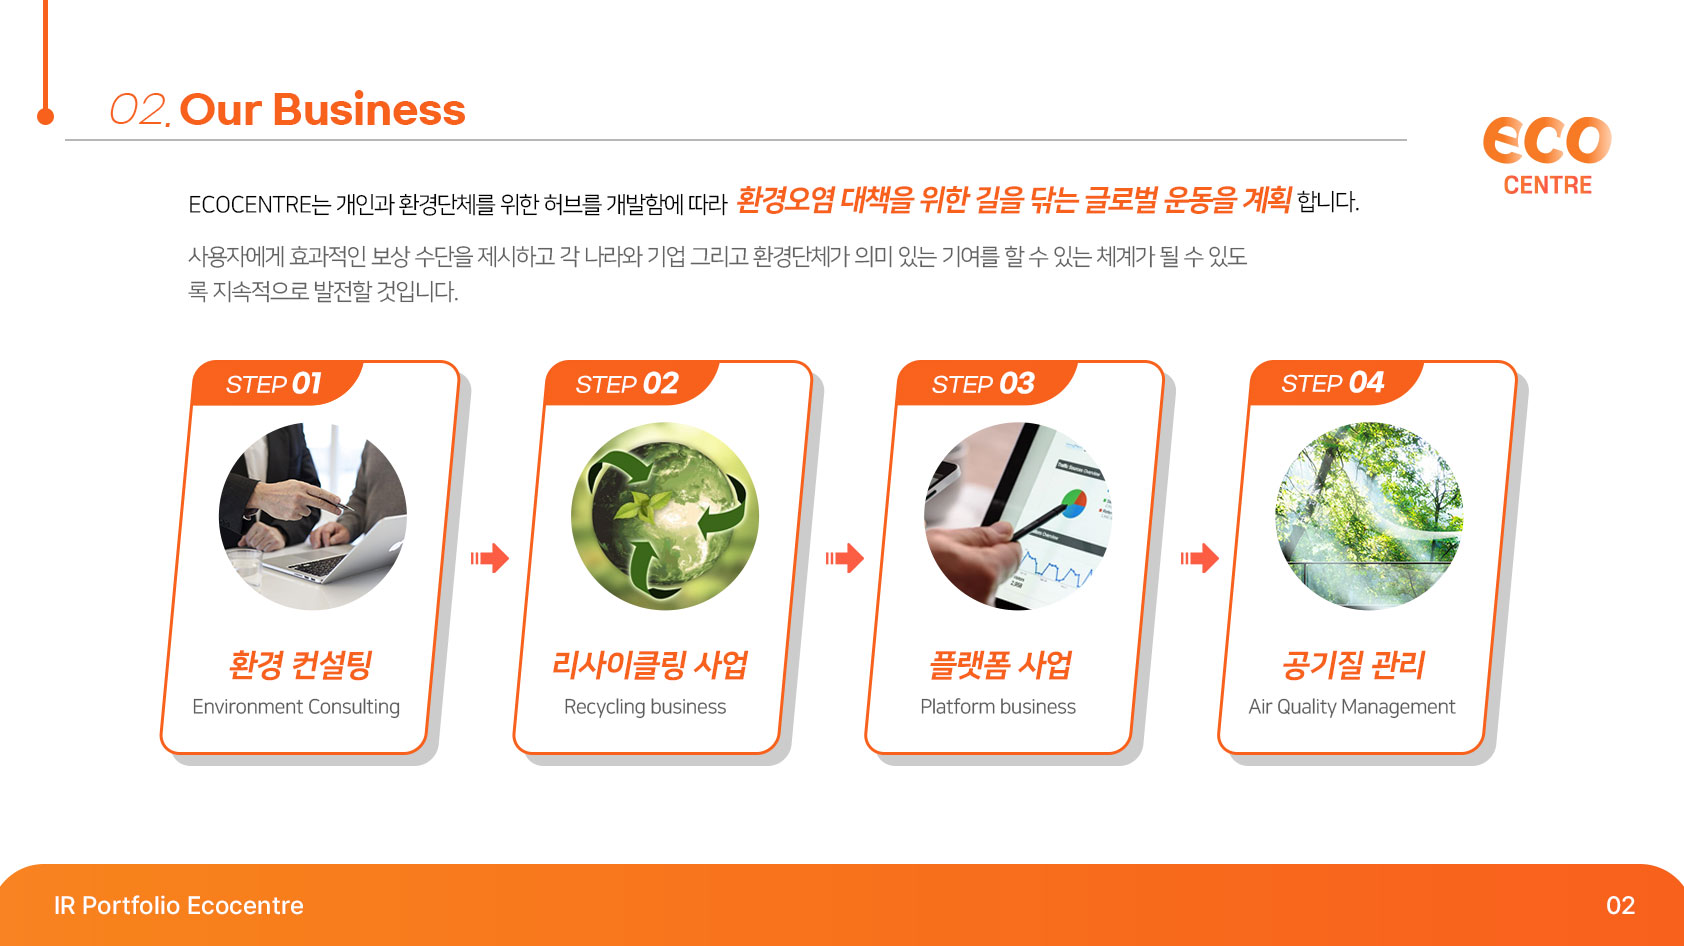 02. Our Business
eco
CENTRE
ECOCENTRE는 개인과 환경단체를 위한 허브를 개발함에 따라 환경오염 대책을 위한 길을 닦는 글로벌 운동을 계획 합니다.
사용자에게 효과적인 보상 수단을 제시하고 각 나라와 기업 그리고 환경단체가 의미 있는 기여를 할 수 있는 체계가 될 수 있도
록 지속적으로 발전할 것입니다.
STEP 01
환경 컨설팅
Environment Consulting
STEP 02
리사이클링 사업
Recycling business
STEP 03
플랫폼 사업
Platform business
STEP 04
공기질 관리
Air Quality Management
IR Portfolio Ecocentre
02